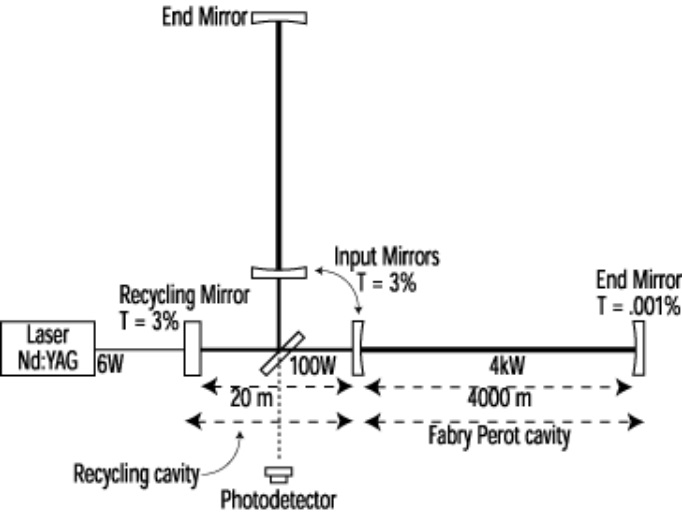 End Mirror
Input Mirrors
T = 3%
End Mirror
T = .001%
Recycling Mirror
T = 3%
Laser
Nd:YAG
6W
100W
4kW
20 m
4000 m
Fabry Perot cavity
Recycling cavity
Photodetector